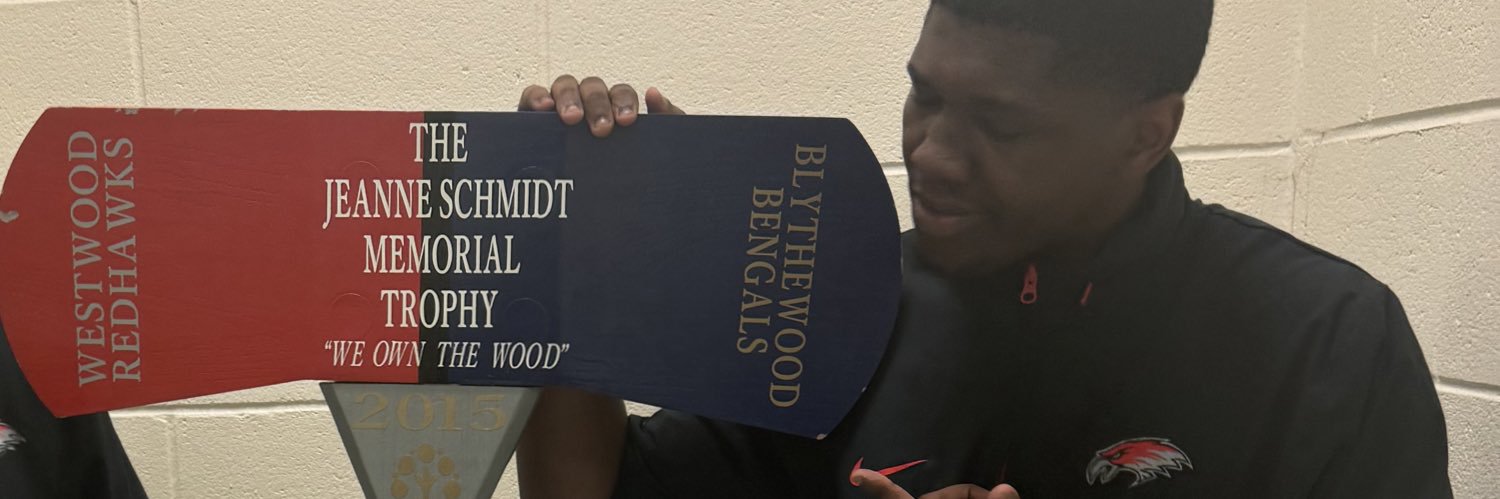 WESTWOOD
REDHAWKS
THE
JEANNE SCHMIDT
MEMORIAL
TROPHY
“WE OWN THE WOOD”
BLYTHEWOOD
BENGALS
2015